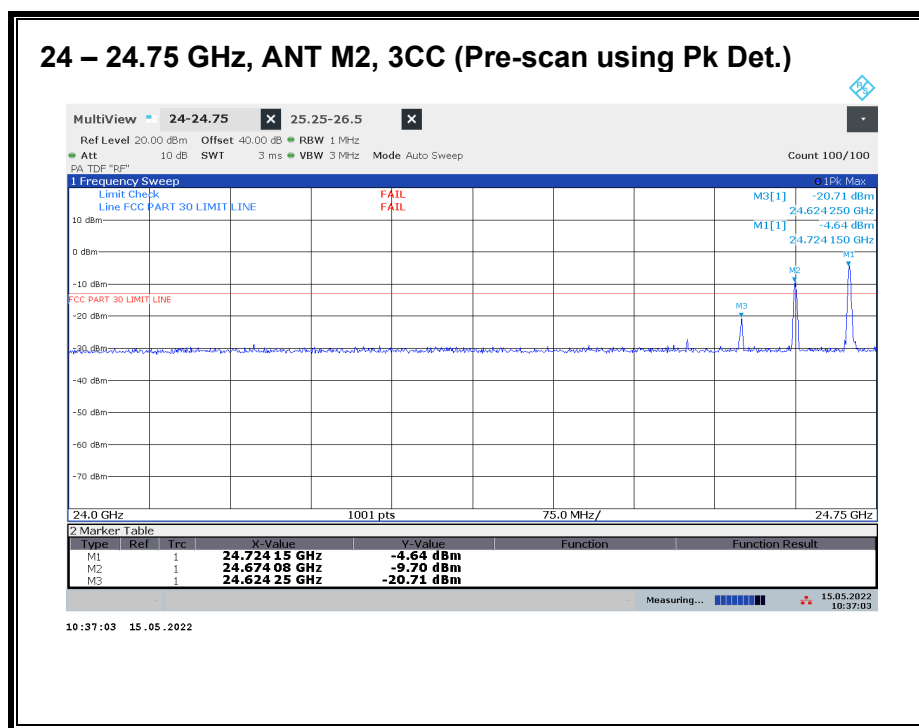 24 – 24.75 GHz, ANT M2, 3CC (Pre-scan using Pk Det.)
R&S
MultiView 24-24.75 X 25.25-26.5 X
Ref Level 20.00 dBm Offset 40.00 dB RBW 1 MHz
Att 10 dB SWT 3 ms VBW 3 MHz Mode Auto Sweep Count 100/100
PA TDF "RF"
1 Frequency Sweep 1Pk Max
Limit Check FAIL M3[1] -20.71 dBm
Line FCC PART 30 LIMIT LINE FAIL 24.624 250 GHz
10 dBm M1[1] -4.64 dBm
24.724 150 GHz
0 dBm
M1
M2
-10 dBm
FCC PART 30 LIMIT LINE
M3
-20 dBm
-30 dBm
-40 dBm
-50 dBm
-60 dBm
-70 dBm
24.0 GHz 1001 pts 75.0 MHz/ 24.75 GHz
2 Marker Table
Type Ref Trc X-Value Y-Value Function Function Result
M1 1 24.724 15 GHz -4.64 dBm
M2 1 24.674 08 GHz -9.70 dBm
M3 1 24.624 25 GHz -20.71 dBm
Measuring... 15.05.2022
10:37:03
10:37:03 15.05.2022